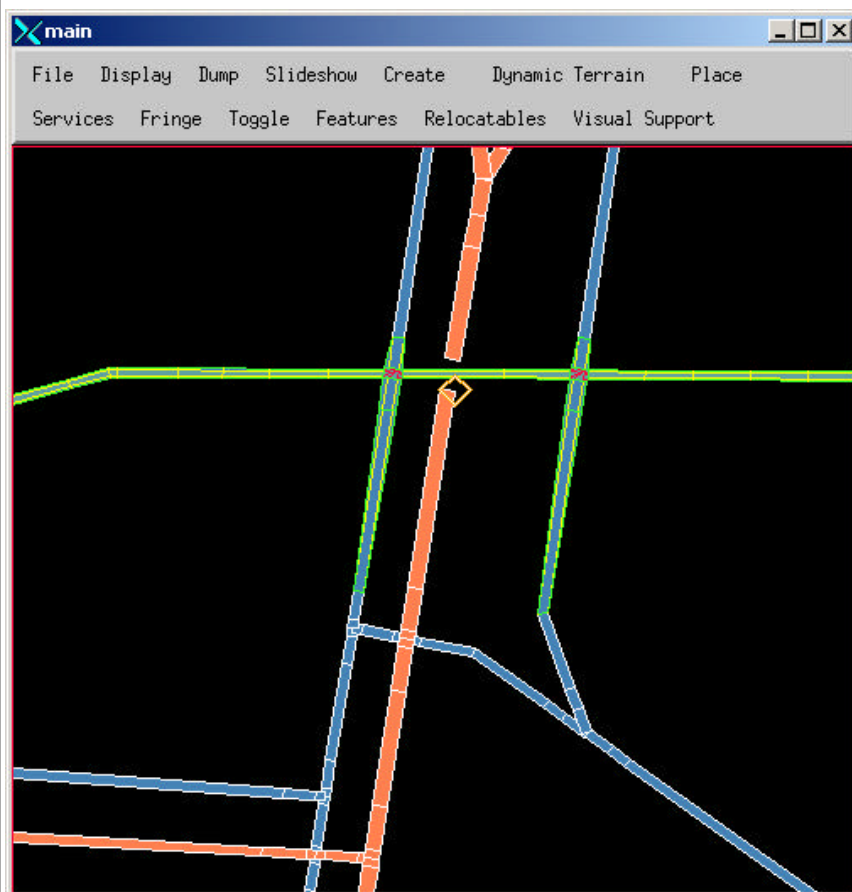 main
File Display Dump Slideshow Create Dynamic Terrain Place
Services Fringe Toggle Features Relocatables Visual Support